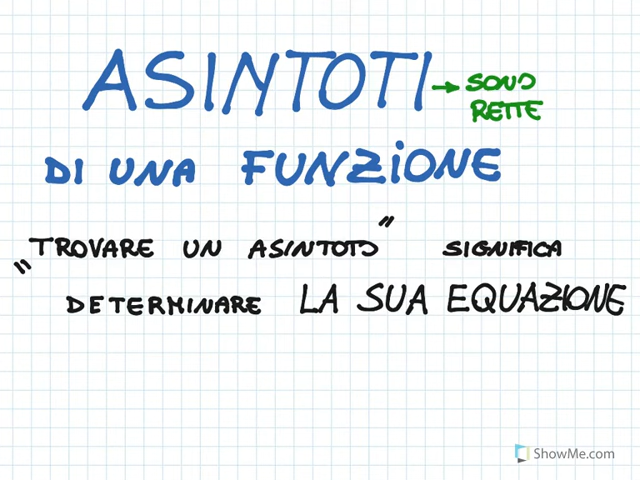 ASINTOTI → SONO
RETTE
DI UNA FUNZIONE
"TROVARE UN ASINTOTO" SIGNIFICA
DETERMINARE LA SUA EQUAZIONE
ShowMe.com